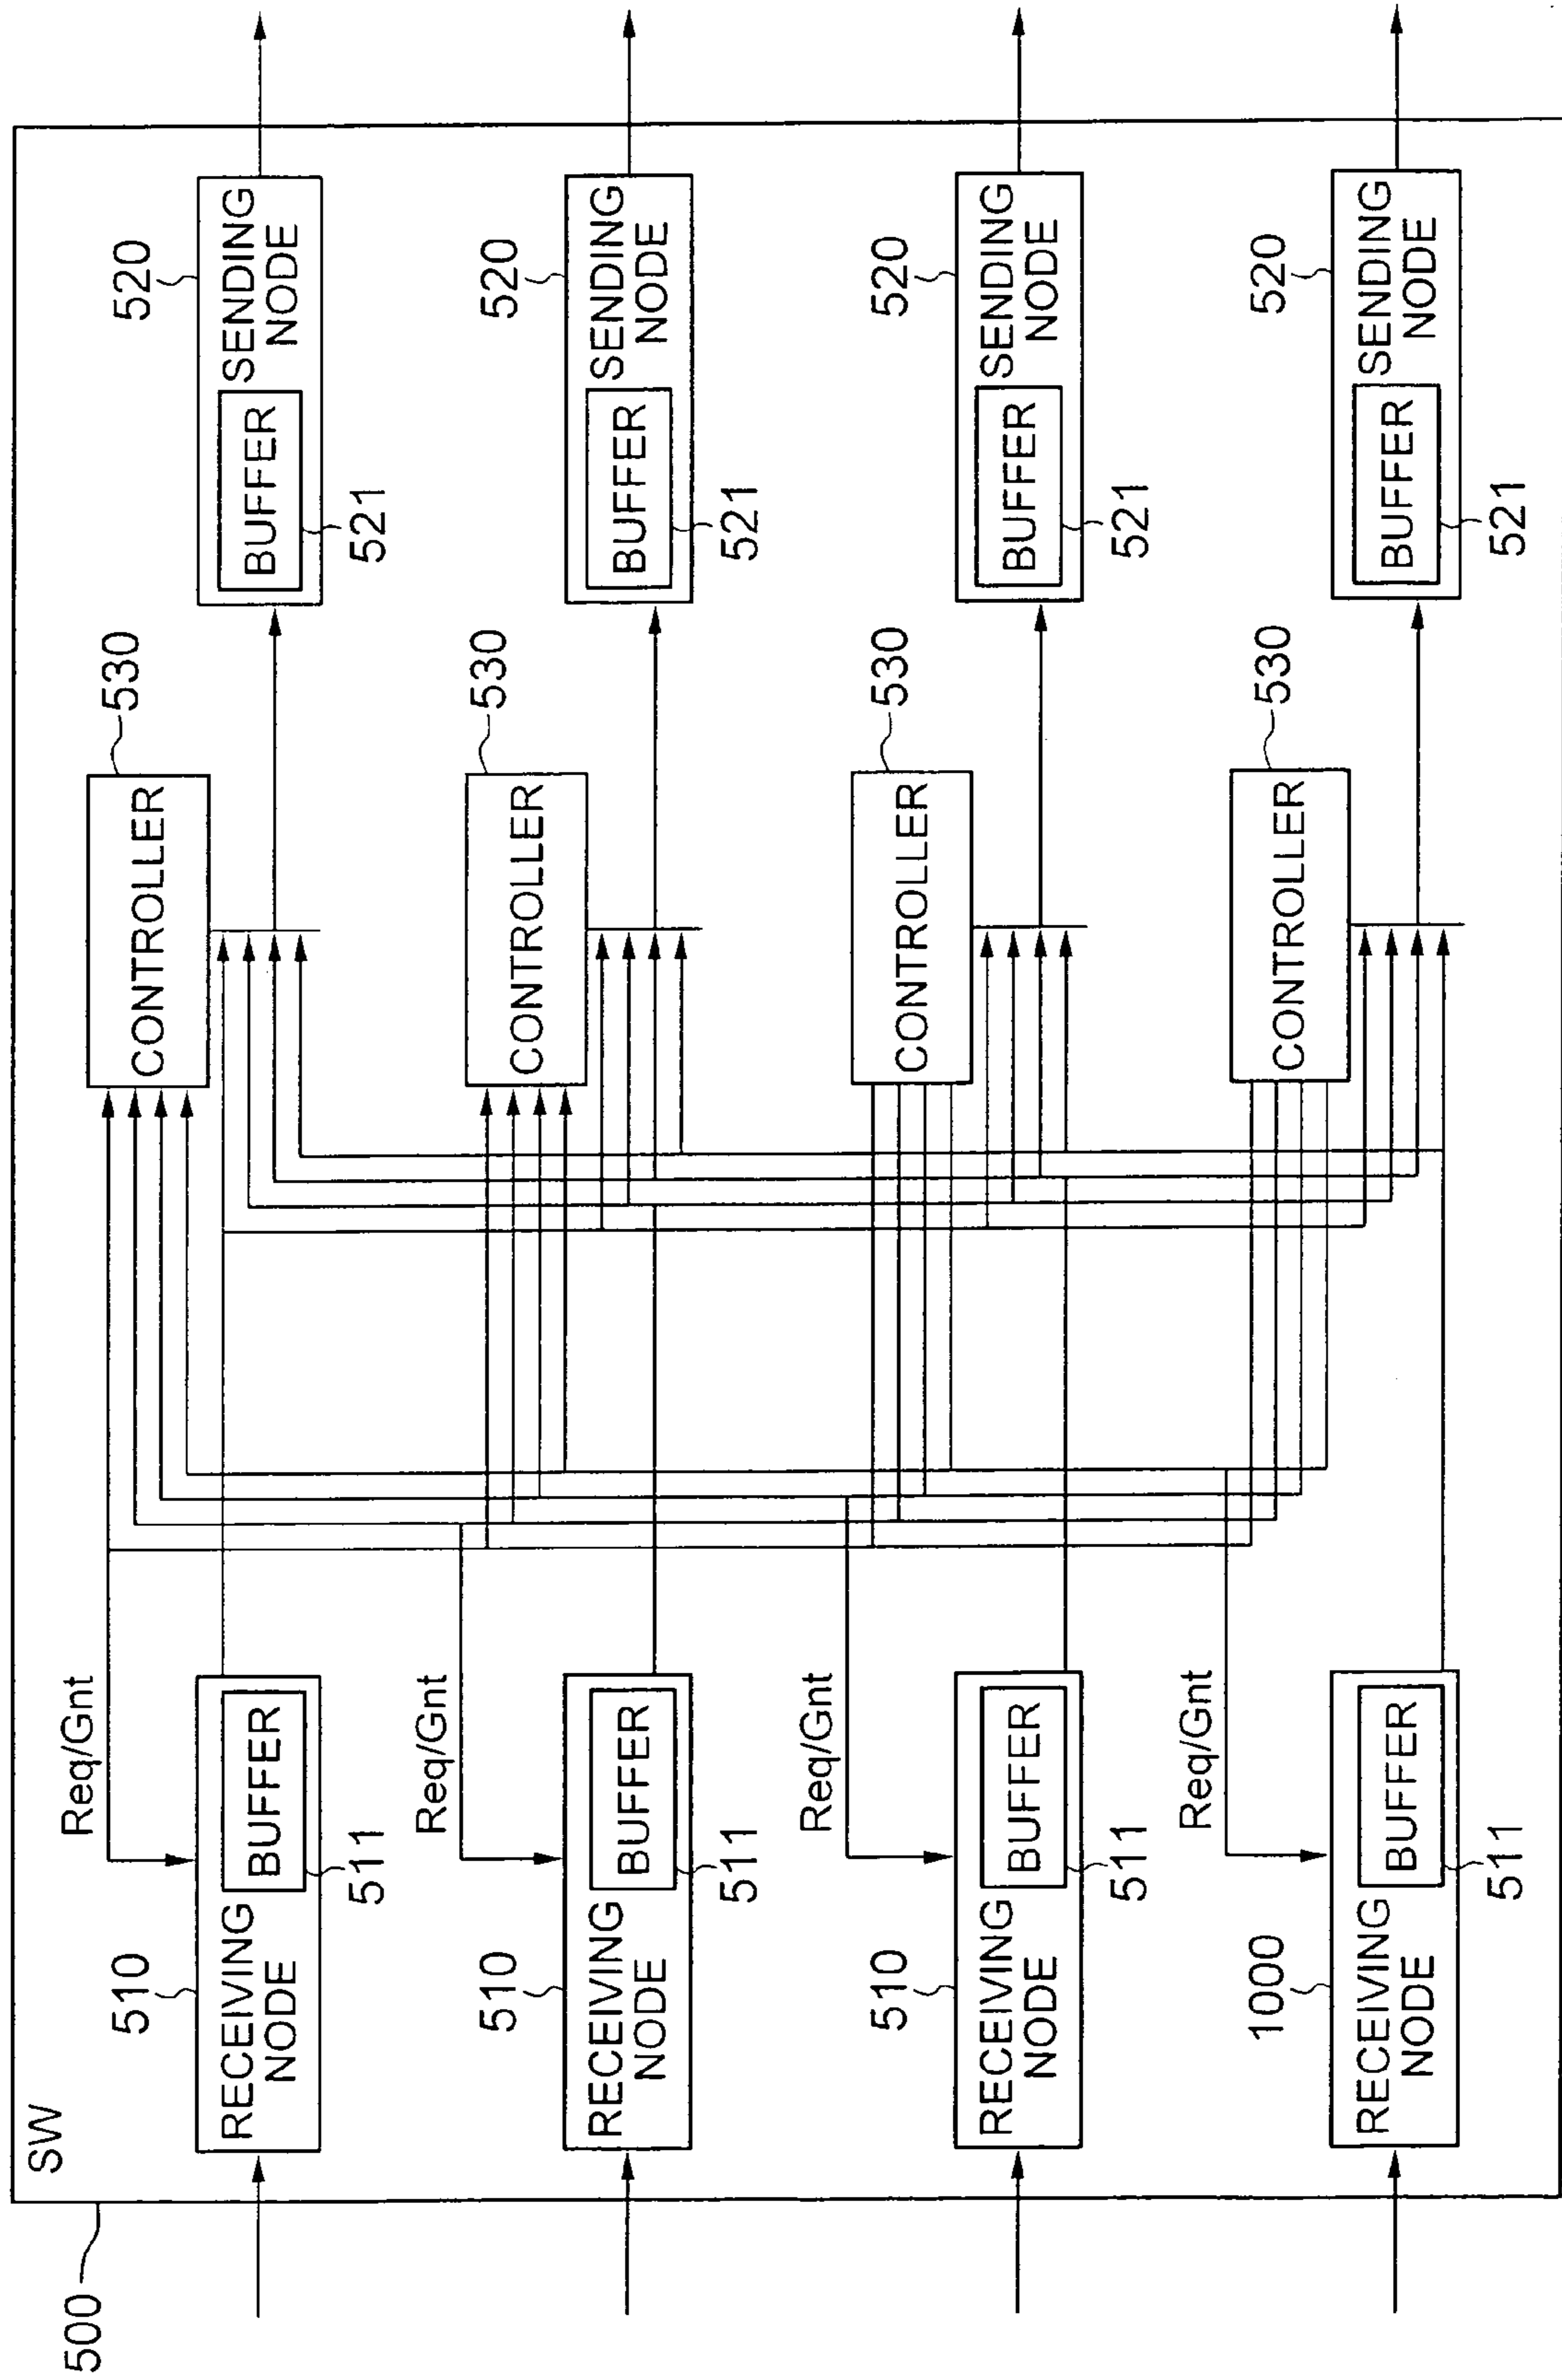 500
SW
510
RECEIVING
NODE
BUFFER
511
Req/Gnt
CONTROLLER
530
BUFFER
521
SENDING
NODE
520
510
RECEIVING
NODE
BUFFER
511
Req/Gnt
CONTROLLER
530
BUFFER
521
SENDING
NODE
520
510
RECEIVING
NODE
BUFFER
511
Req/Gnt
CONTROLLER
530
BUFFER
521
SENDING
NODE
520
1000
RECEIVING
NODE
BUFFER
511
Req/Gnt
CONTROLLER
530
BUFFER
521
SENDING
NODE
520